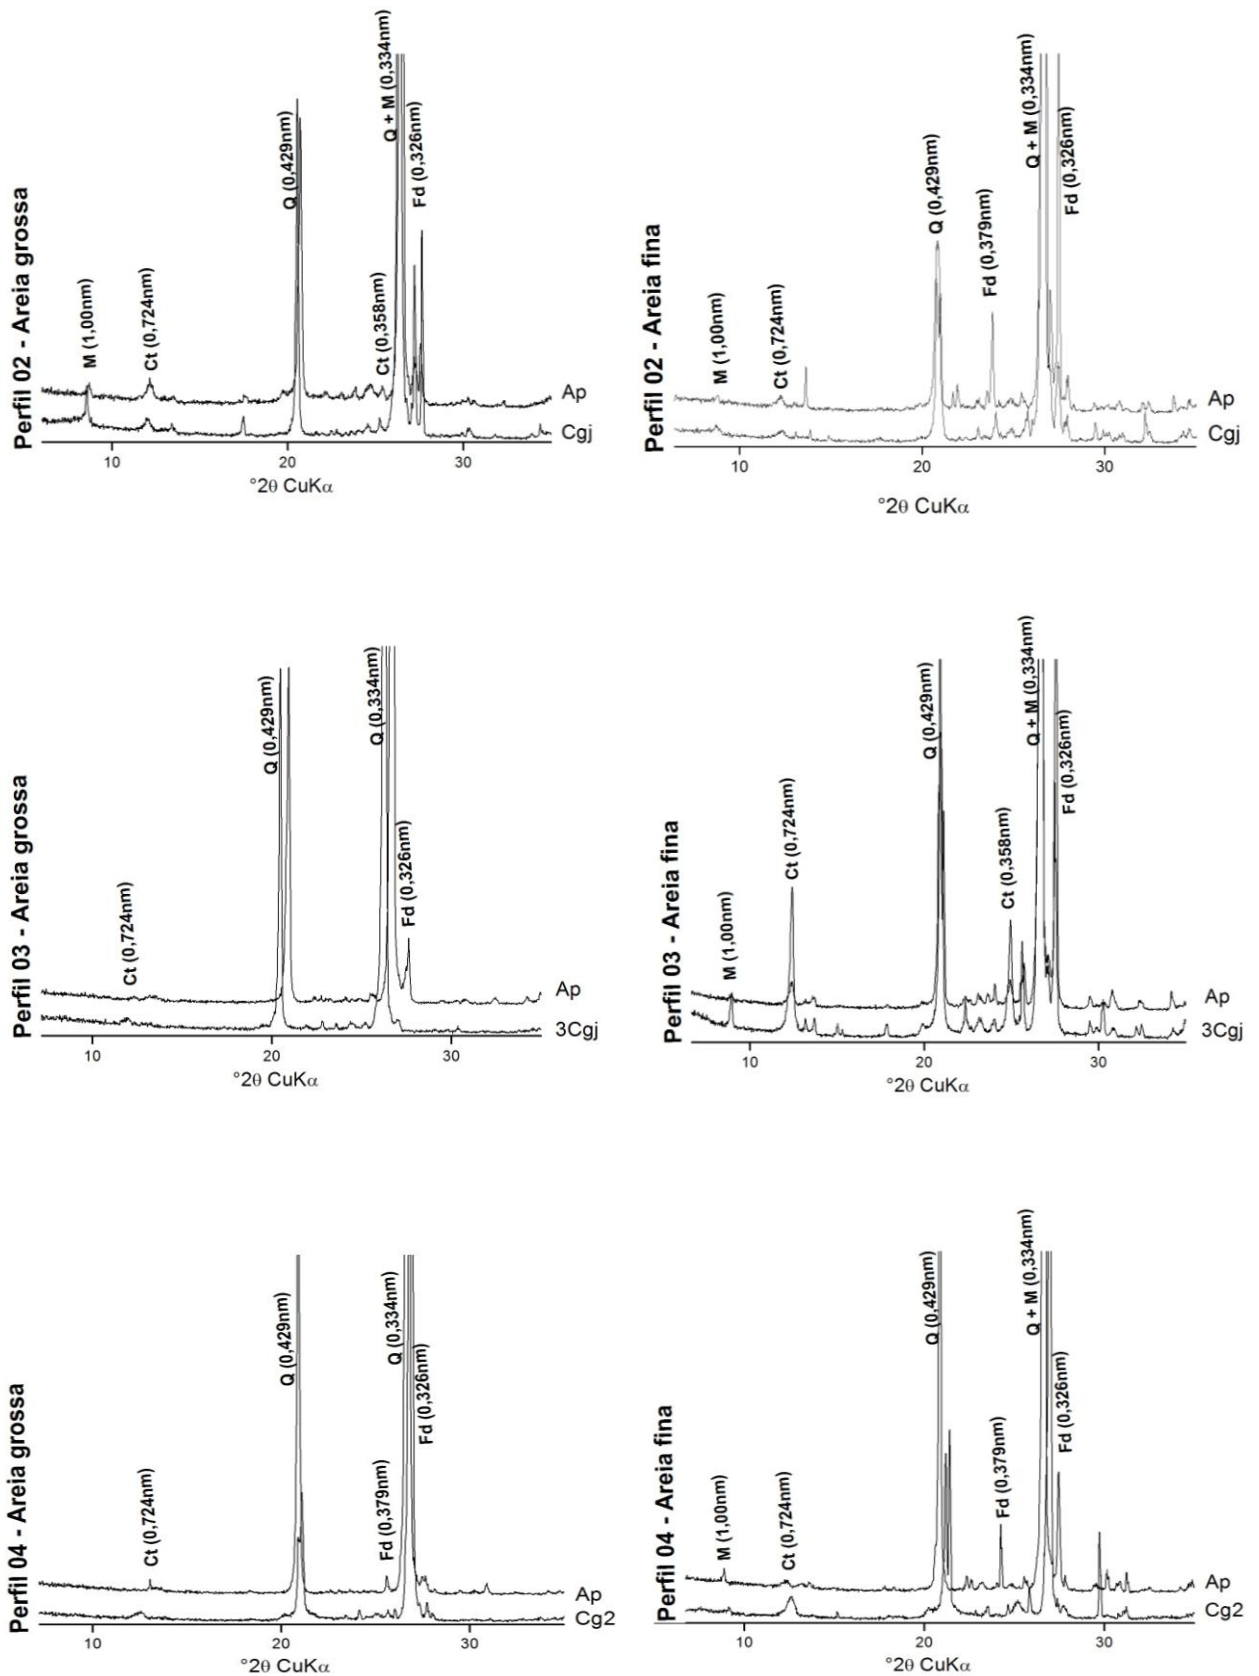 Perfil 02 - Areia grossa
M (1,00nm)
Ct (0,724nm)
Q (0,429nm)
Ct (0,358nm)
Q + M (0,334nm)
Fd (0,326nm)
Ap
Cgj
10
20
30
°2θ CuKα
Perfil 02 - Areia fina
M (1,00nm)
Ct (0,724nm)
Q (0,429nm)
Fd (0,379nm)
Q + M (0,334nm)
Fd (0,326nm)
Ap
Cgj
10
20
30
°2θ CuKα
Perfil 03 - Areia grossa
Ct (0,724nm)
Q (0,429nm)
Q (0,334nm)
Fd (0,326nm)
Ap
3Cgj
10
20
30
°2θ CuKα
Perfil 03 - Areia fina
M (1,00nm)
Ct (0,724nm)
Q (0,429nm)
Ct (0,358nm)
Q + M (0,334nm)
Fd (0,326nm)
Ap
3Cgj
10
20
30
°2θ CuKα
Perfil 04 - Areia grossa
Ct (0,724nm)
Q (0,429nm)
Fd (0,379nm)
Q (0,334nm)
Fd (0,326nm)
Ap
Cg2
10
20
30
°2θ CuKα
Perfil 04 - Areia fina
M (1,00nm)
Ct (0,724nm)
Q (0,429nm)
Fd (0,379nm)
Q + M (0,334nm)
Fd (0,326nm)
Ap
Cg2
10
20
30
°2θ CuKα